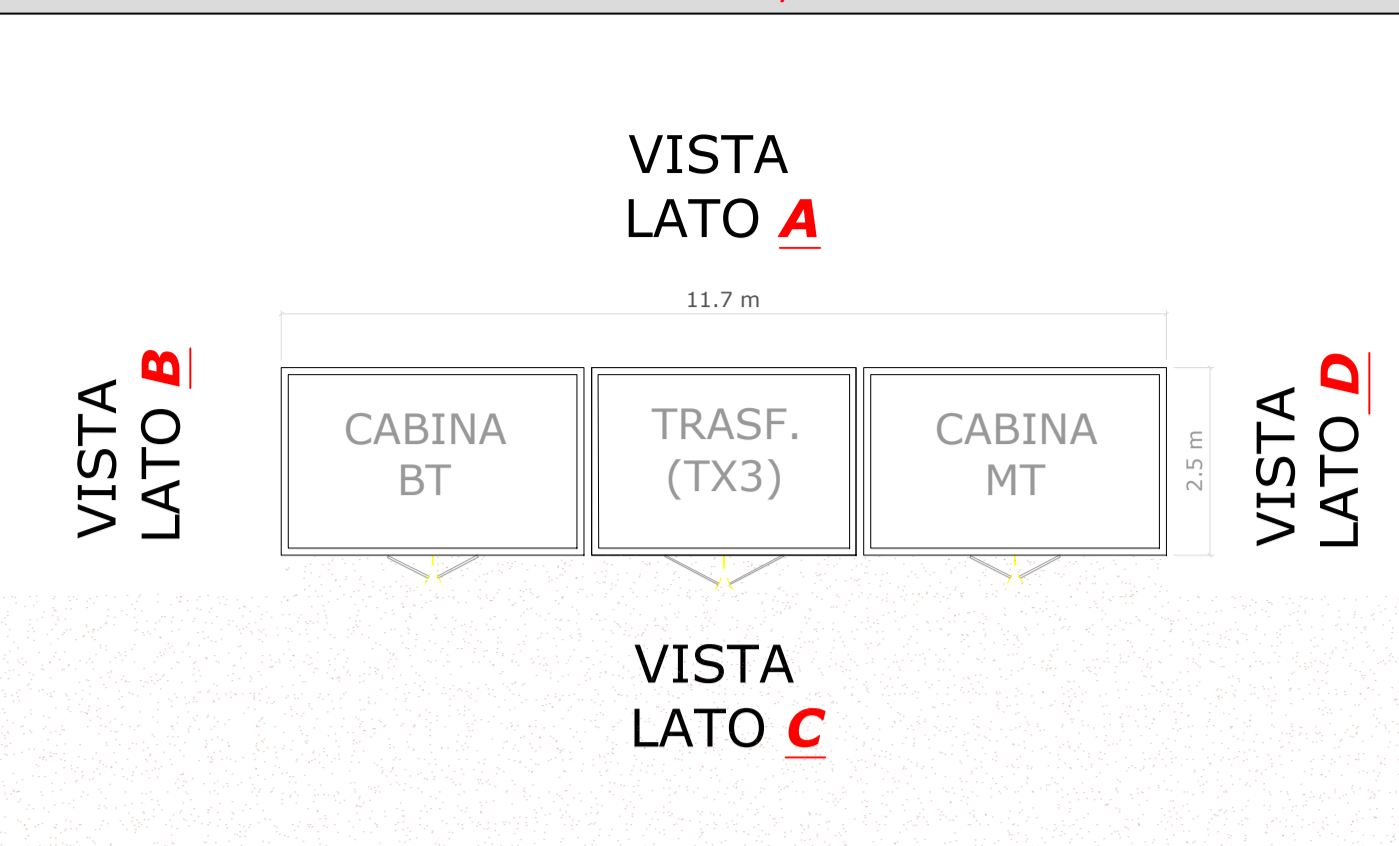 VISTA
LATO A
11.7 m
VISTA
LATO B
CABINA
BT
TRASF.
(TX3)
CABINA
MT
2.5 m
VISTA
LATO D
VISTA
LATO C